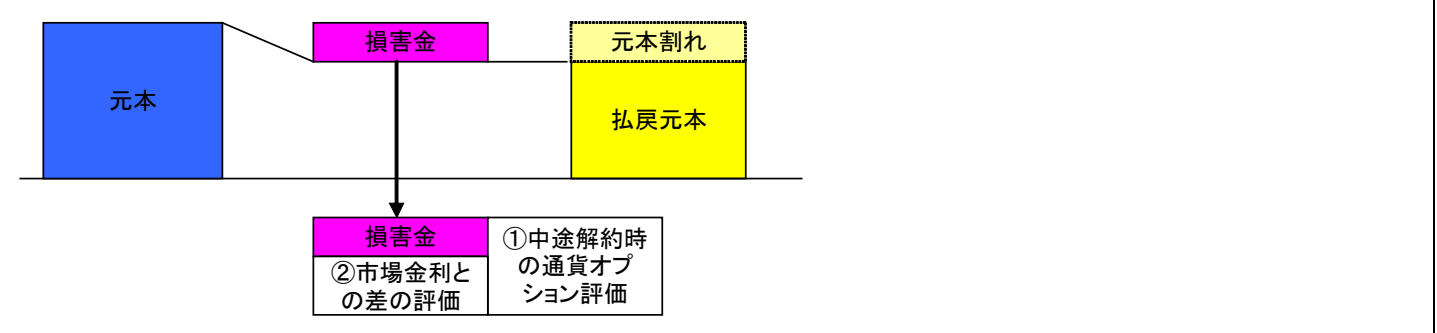 損害金
元本割れ
元本
払戻元本
損害金
①中途解約時
の通貨オプ
ション評価
②市場金利と
の差の評価